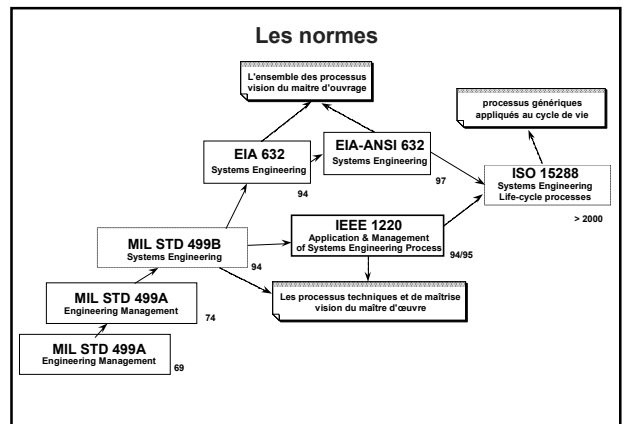 Les normes
L'ensemble des processus
vision du maitre d'ouvrage
processus génériques
appliqués au cycle de vie
EIA 632
Systems Engineering
94
EIA-ANSI 632
Systems Engineering
97
ISO 15288
Systems Engineering
Life-cycle processes
> 2000
MIL STD 499B
Systems Engineering
94
IEEE 1220
Application & Management
of Systems Engineering Process
94/95
MIL STD 499A
Engineering Management
74
Les processus techniques et de maîtrise
vision du maître d'œuvre
MIL STD 499A
Engineering Management
69